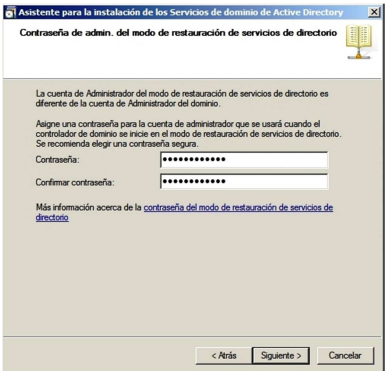 Asistente para la instalación de los Servicios de dominio de Active Directory
Contraseña de admin. del modo de restauración de servicios de directorio
La cuenta de Administrador del modo de restauración de servicios de directorio es
diferente de la cuenta de Administrador del dominio.
Asigne una contraseña para la cuenta de administrador que se usará cuando el
controlador de dominio se inicie en el modo de restauración de servicios de directorio.
Se recomienda elegir una contraseña segura.
Contraseña: ●●●●●●●●●●●●
Confirmar contraseña: ●●●●●●●●●●●●
Más información acerca de la contraseña del modo de restauración de servicios de
directorio
< Atrás Siguiente > Cancelar